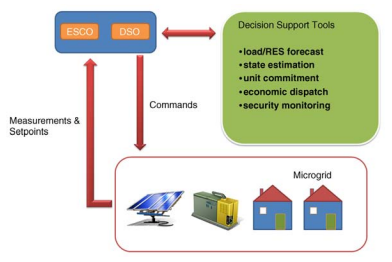 ESCO
DSO
Decision Support Tools
•load/RES forecast
•state estimation
•unit commitment
•economic dispatch
•security monitoring
Commands
Measurements &
Setpoints
Microgrid